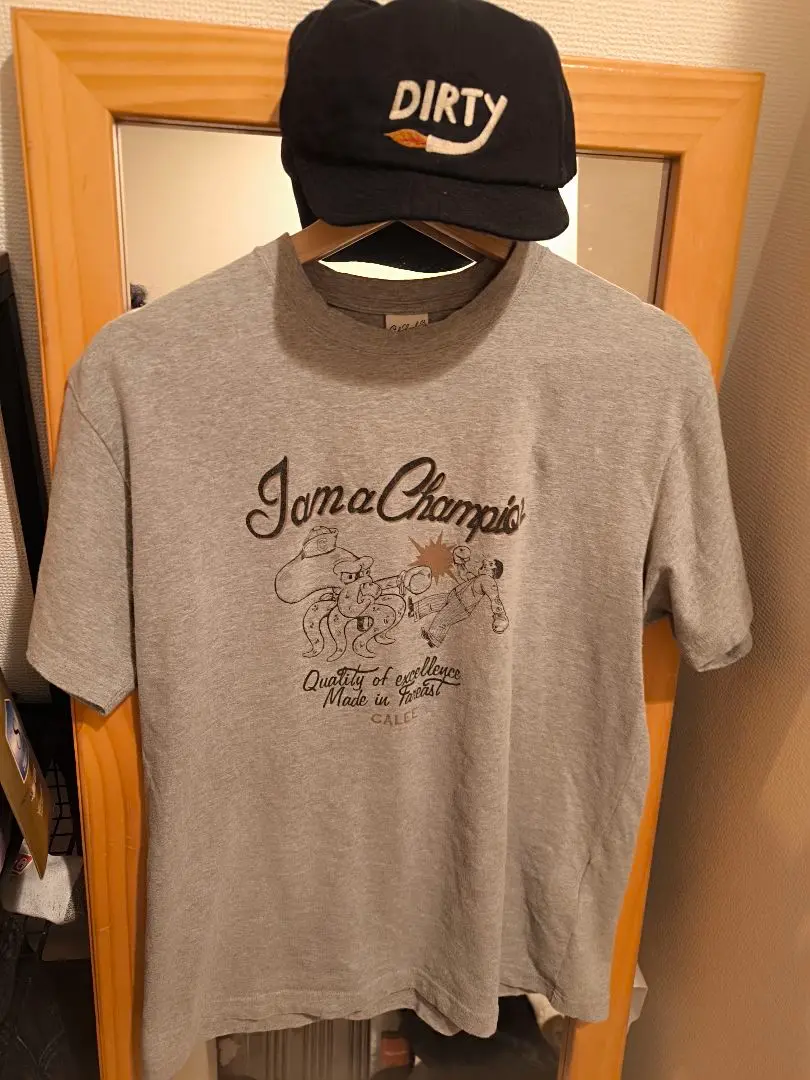 DIRTY
I am a Champion
Quality of excellence
Made in Fareast
CALEE